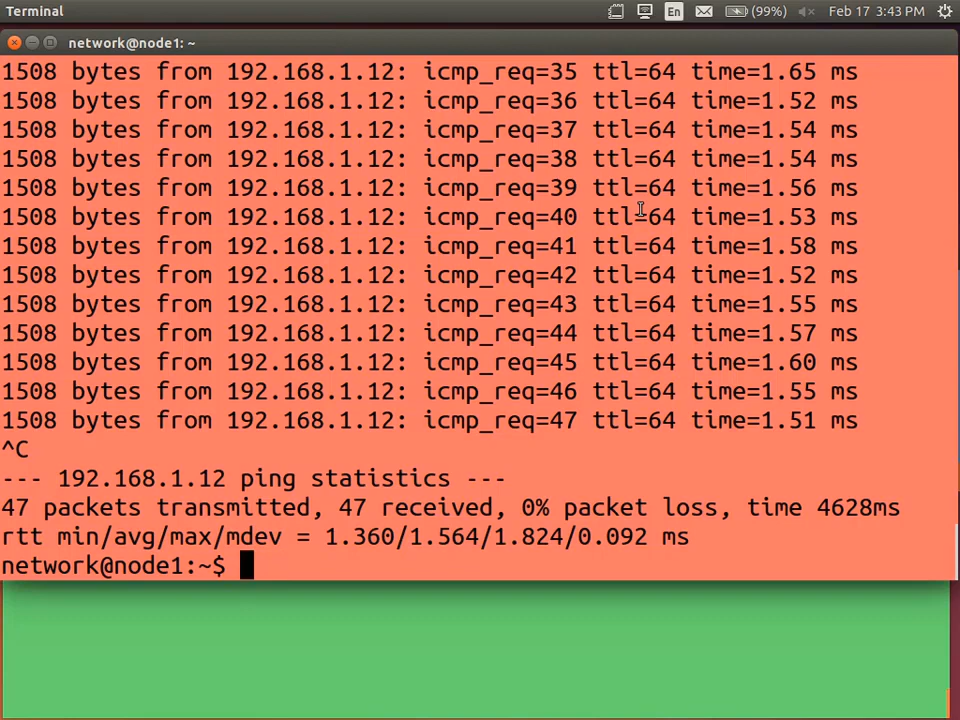 Terminal
En
(99%)
Feb 17 3:43 PM
network@node1: ~
1508 bytes from 192.168.1.12: icmp_req=35 ttl=64 time=1.65 ms
1508 bytes from 192.168.1.12: icmp_req=36 ttl=64 time=1.52 ms
1508 bytes from 192.168.1.12: icmp_req=37 ttl=64 time=1.54 ms
1508 bytes from 192.168.1.12: icmp_req=38 ttl=64 time=1.54 ms
1508 bytes from 192.168.1.12: icmp_req=39 ttl=64 time=1.56 ms
1508 bytes from 192.168.1.12: icmp_req=40 ttl=64 time=1.53 ms
1508 bytes from 192.168.1.12: icmp_req=41 ttl=64 time=1.58 ms
1508 bytes from 192.168.1.12: icmp_req=42 ttl=64 time=1.52 ms
1508 bytes from 192.168.1.12: icmp_req=43 ttl=64 time=1.55 ms
1508 bytes from 192.168.1.12: icmp_req=44 ttl=64 time=1.57 ms
1508 bytes from 192.168.1.12: icmp_req=45 ttl=64 time=1.60 ms
1508 bytes from 192.168.1.12: icmp_req=46 ttl=64 time=1.55 ms
1508 bytes from 192.168.1.12: icmp_req=47 ttl=64 time=1.51 ms
^C
--- 192.168.1.12 ping statistics ---
47 packets transmitted, 47 received, 0% packet loss, time 4628ms
rtt min/avg/max/mdev = 1.360/1.564/1.824/0.092 ms
network@node1:~$